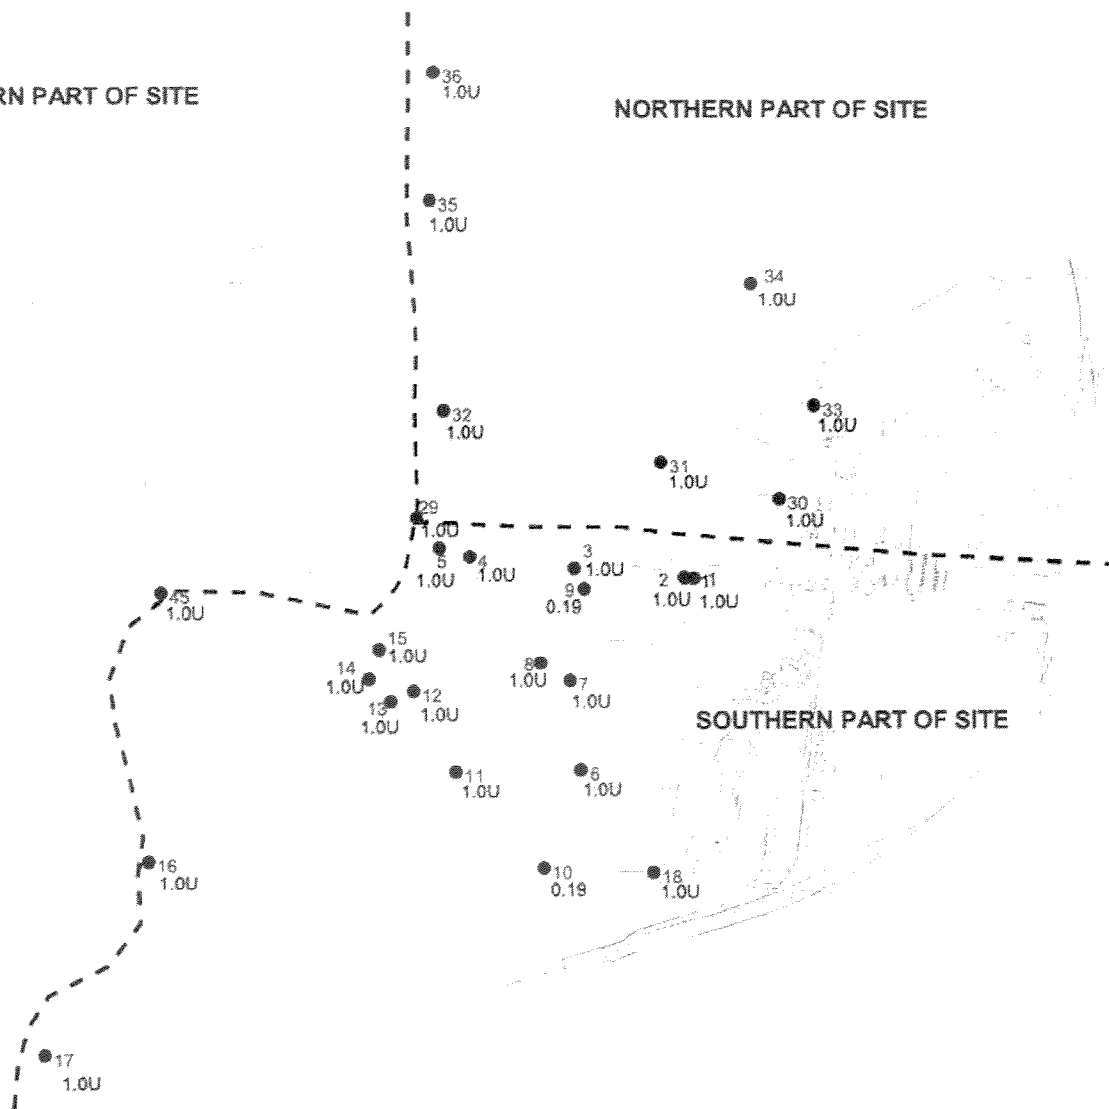 36
1.0U
RN PART OF SITE
NORTHERN PART OF SITE
35
1.0U
34
1.0U
33
1.0U
32
1.0U
31
1.0U
30
1.0U
29
1.0U
5
1.0U
4
1.0U
3
1.0U
9
0.19
2
1.0U
1
1.0U
45
1.0U
15
1.0U
14
1.0U
13
1.0U
12
1.0U
8
1.0U
7
1.0U
SOUTHERN PART OF SITE
11
1.0U
6
1.0U
16
1.0U
10
0.19
18
1.0U
17
1.0U